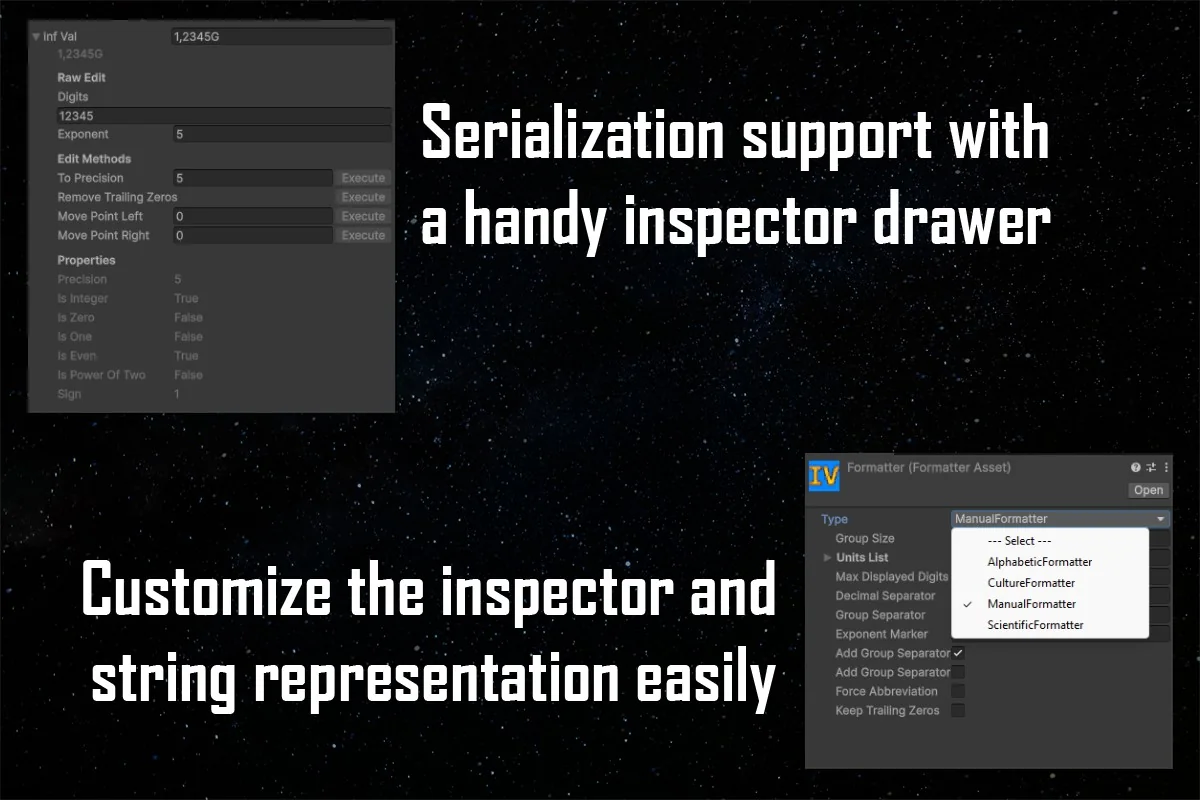 Inf Val 1,2345G
1,2345G
Raw Edit
Digits
12345
Exponent 5
Edit Methods
To Precision 5 Execute
Remove Trailing Zeros Execute
Move Point Left 0 Execute
Move Point Right 0 Execute
Properties
Precision 5
Is Integer True
Is Zero False
Is One False
Is Even True
Is Power Of Two False
Sign 1
Serialization support with
a handy inspector drawer
Customize the inspector and
string representation easily
IV Formatter (Formatter Asset)
Open
Type ManualFormatter
--- Select ---
AlphabeticFormatter
CultureFormatter
ManualFormatter
ScientificFormatter
Group Size
Units List
Max Displayed Digits
Decimal Separator
Group Separator
Exponent Marker
Add Group Separator
Add Group Separator
Force Abbreviation
Keep Trailing Zeros